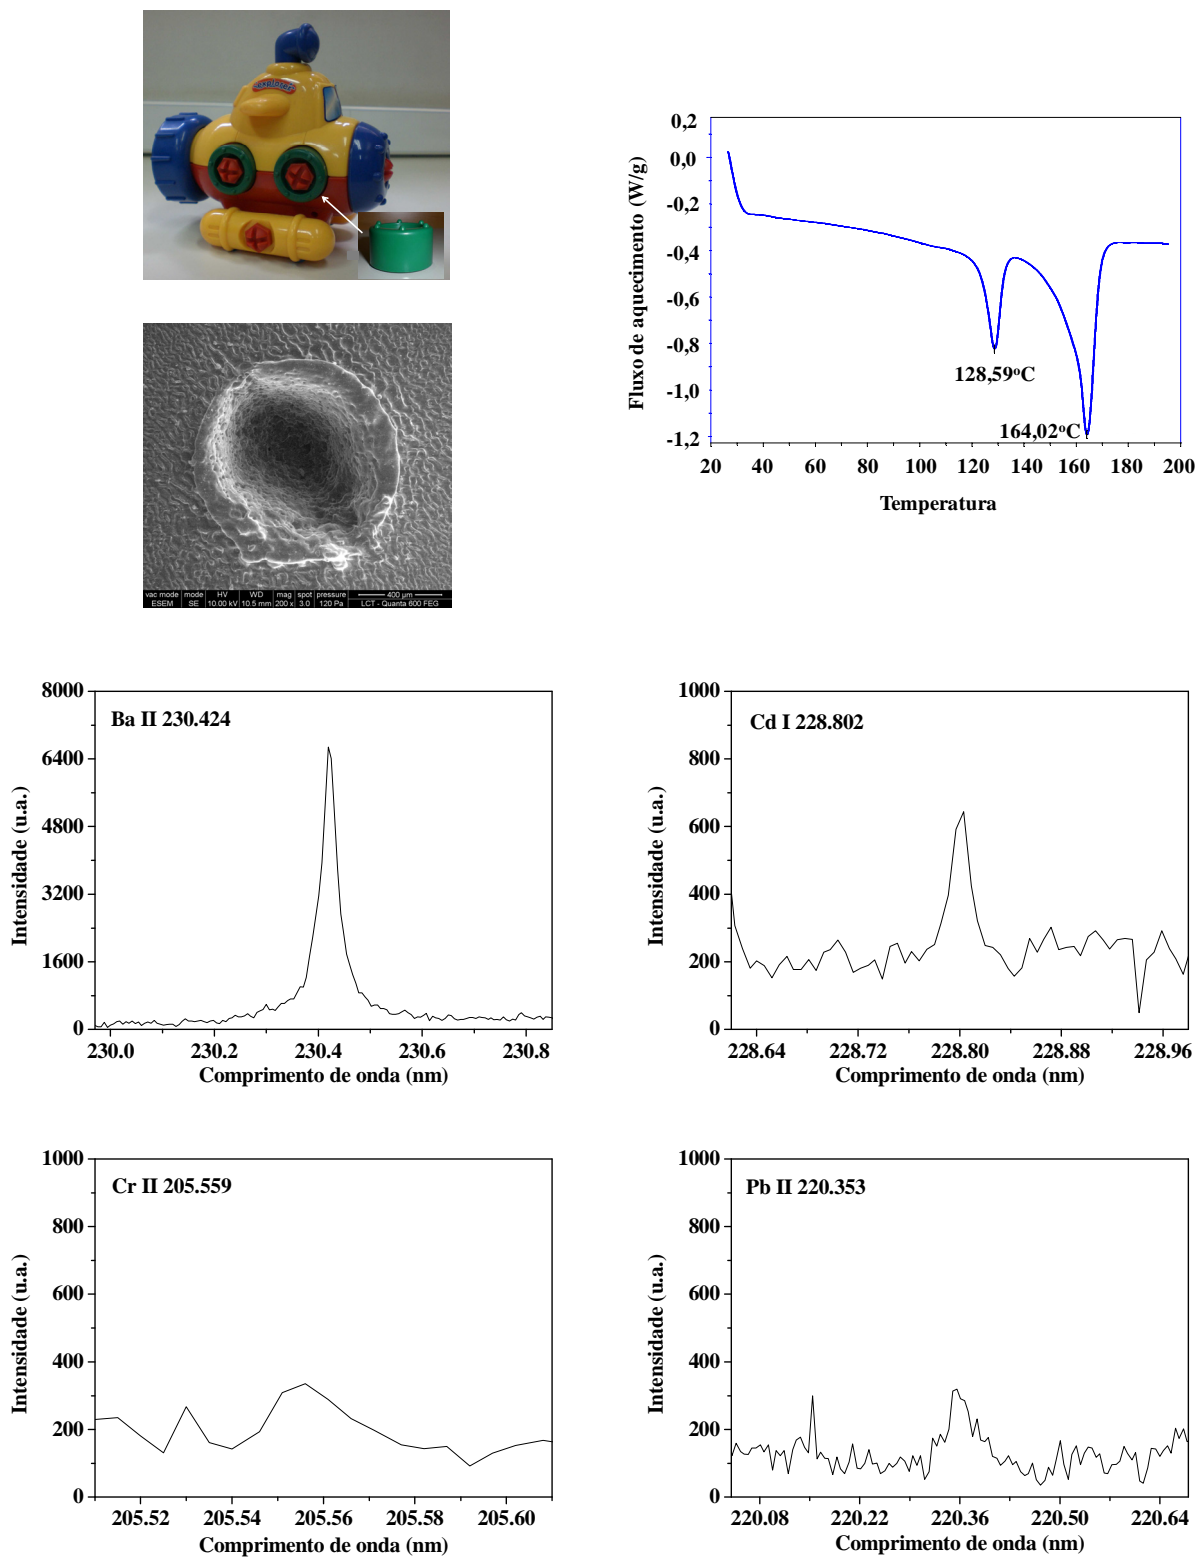 explorer
0,2
0,0
-0,2
-0,4
-0,6
-0,8
-1,0
-1,2
Fluxo de aquecimento (W/g)
128,59ºC
164,02ºC
20 40 60 80 100 120 140 160 180 200
Temperatura
vac mode mode HV WD mag spot pressure 400 µm
ESEM SE 10.00 kV 10.5 mm 200 x 3.0 120 Pa LCT - Quanta 600 FEG
8000
6400
4800
3200
1600
0
Intensidade (u.a.)
Ba II 230.424
230.0 230.2 230.4 230.6 230.8
Comprimento de onda (nm)
1000
800
600
400
200
0
Intensidade (u.a.)
Cd I 228.802
228.64 228.72 228.80 228.88 228.96
Comprimento de onda (nm)
1000
800
600
400
200
0
Intensidade (u.a.)
Cr II 205.559
205.52 205.54 205.56 205.58 205.60
Comprimento de onda (nm)
1000
800
600
400
200
0
Intensidade (u.a.)
Pb II 220.353
220.08 220.22 220.36 220.50 220.64
Comprimento de onda (nm)